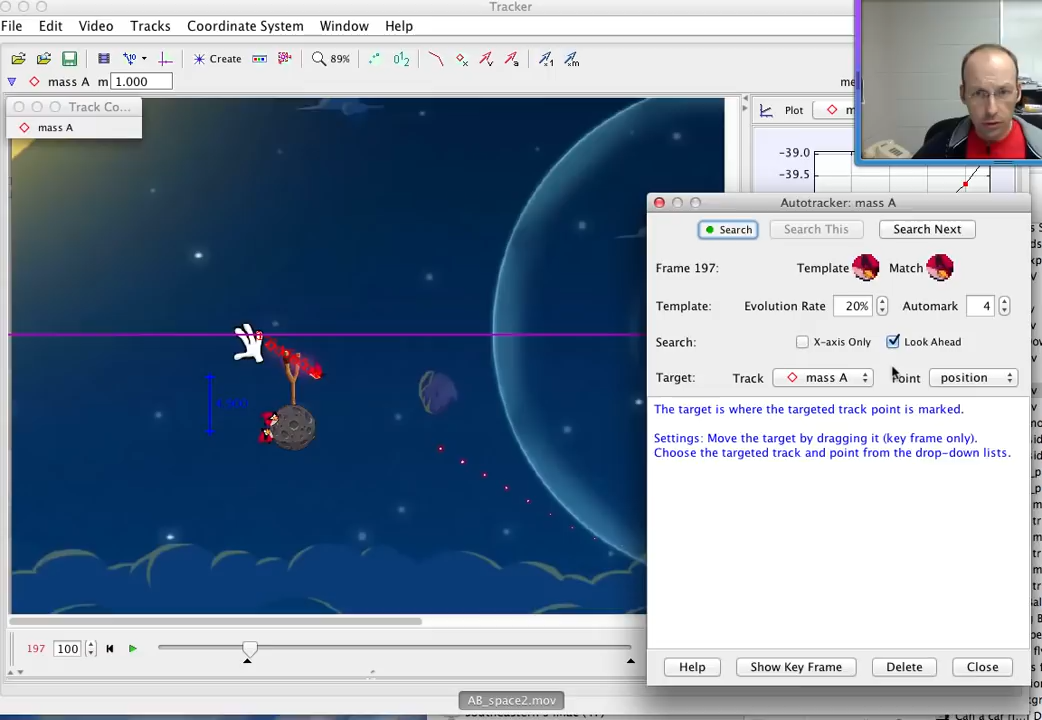 Tracker
File Edit Video Tracks Coordinate System Window Help
Create 89%
mass A m 1.000
Track Co...
mass A
Plot
-39.0
-39.5
Autotracker: mass A
Search Search This Search Next
Frame 197: Template Match
Template: Evolution Rate 20% Automark 4
Search: X-axis Only Look Ahead
Target: Track mass A Point position
The target is where the targeted track point is marked.
Settings: Move the target by dragging it (key frame only).
Choose the targeted track and point from the drop-down lists.
Help Show Key Frame Delete Close
197 100
AB_space2.mov